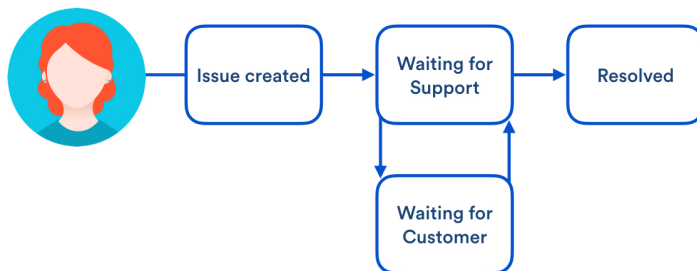 Issue created
Waiting for
Support
Resolved
Waiting for
Customer